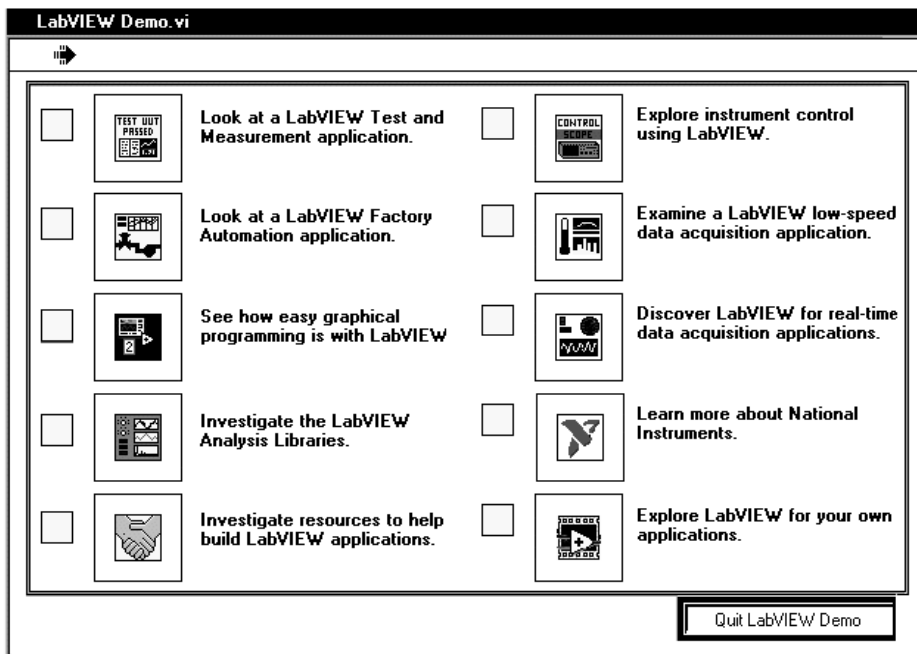 LabVIEW Demo.vi
Look at a LabVIEW Test and
Measurement application.
Look at a LabVIEW Factory
Automation application.
See how easy graphical
programming is with LabVIEW
Investigate the LabVIEW
Analysis Libraries.
Investigate resources to help
build LabVIEW applications.
Explore instrument control
using LabVIEW.
Examine a LabVIEW low-speed
data acquisition application.
Discover LabVIEW for real-time
data acquisition applications.
Learn more about National
Instruments.
Explore LabVIEW for your own
applications.
TEST UUT
PASSED
2
CONTROL
SCOPE
Quit LabVIEW Demo